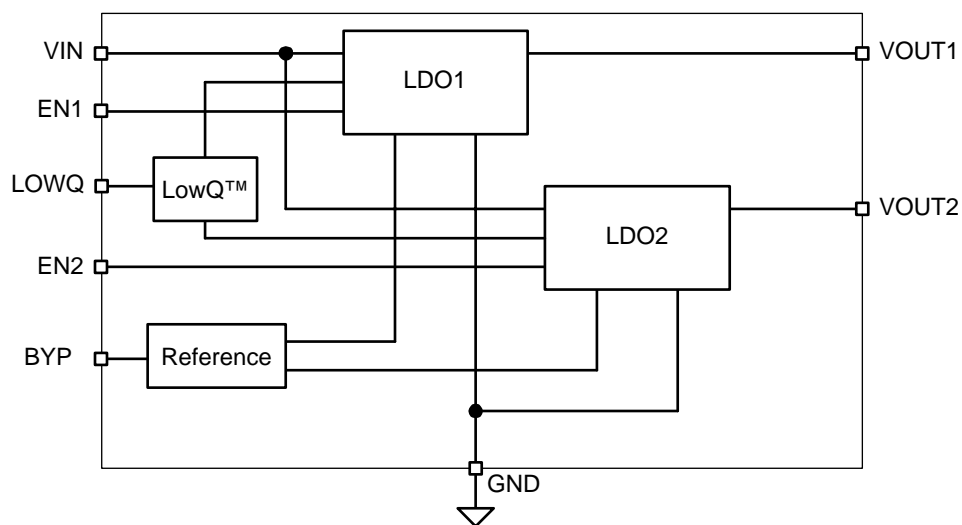 VIN
LDO1
VOUT1
EN1
LOWQ
LowQ™
VOUT2
LDO2
EN2
BYP
Reference
GND